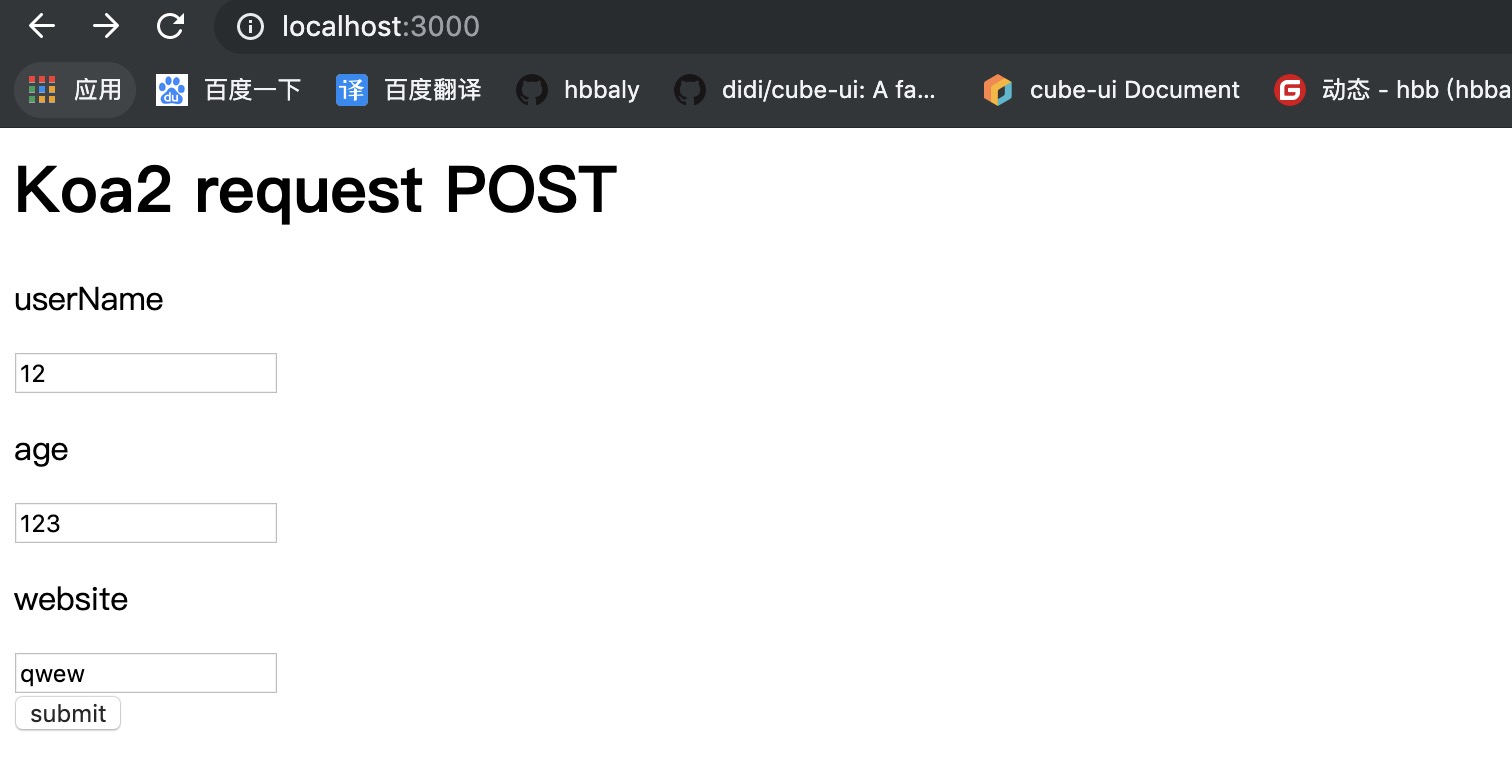 localhost:3000
应用 百度一下 译 百度翻译 hbbaly didi/cube-ui: A fa... cube-ui Document G 动态 - hbb (hbba
Koa2 request POST
userName
12
age
123
website
qwew
submit